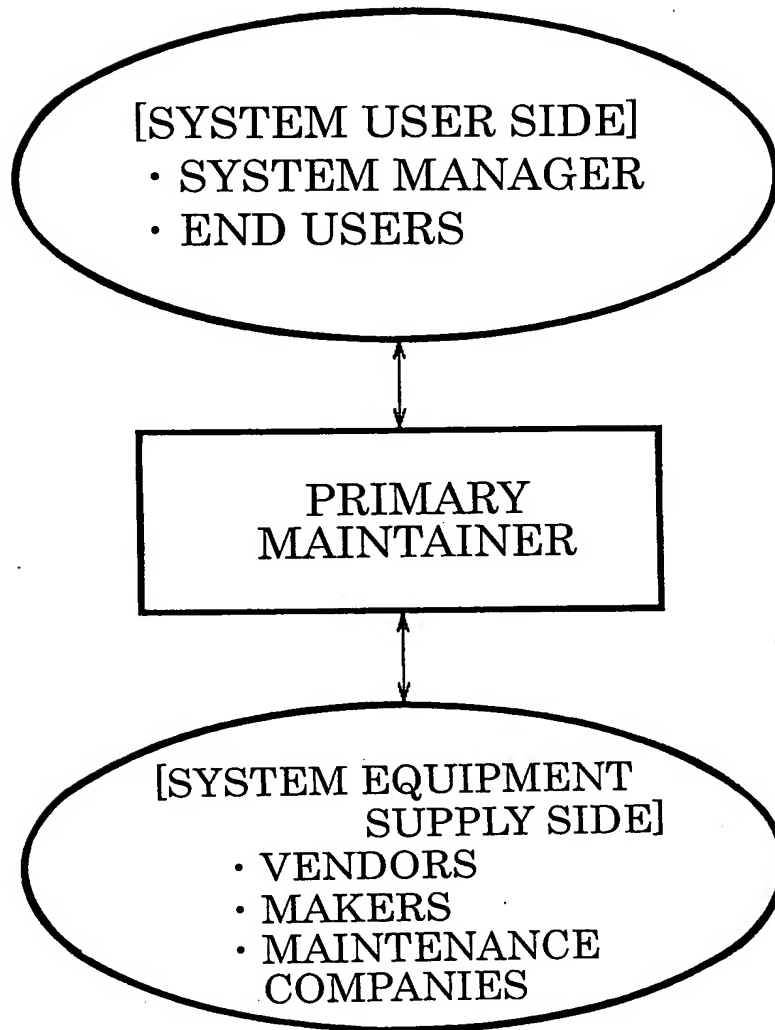 [SYSTEM USER SIDE]
· SYSTEM MANAGER
· END USERS
PRIMARY
MAINTAINER
[SYSTEM EQUIPMENT
SUPPLY SIDE]
· VENDORS
· MAKERS
· MAINTENANCE
COMPANIES